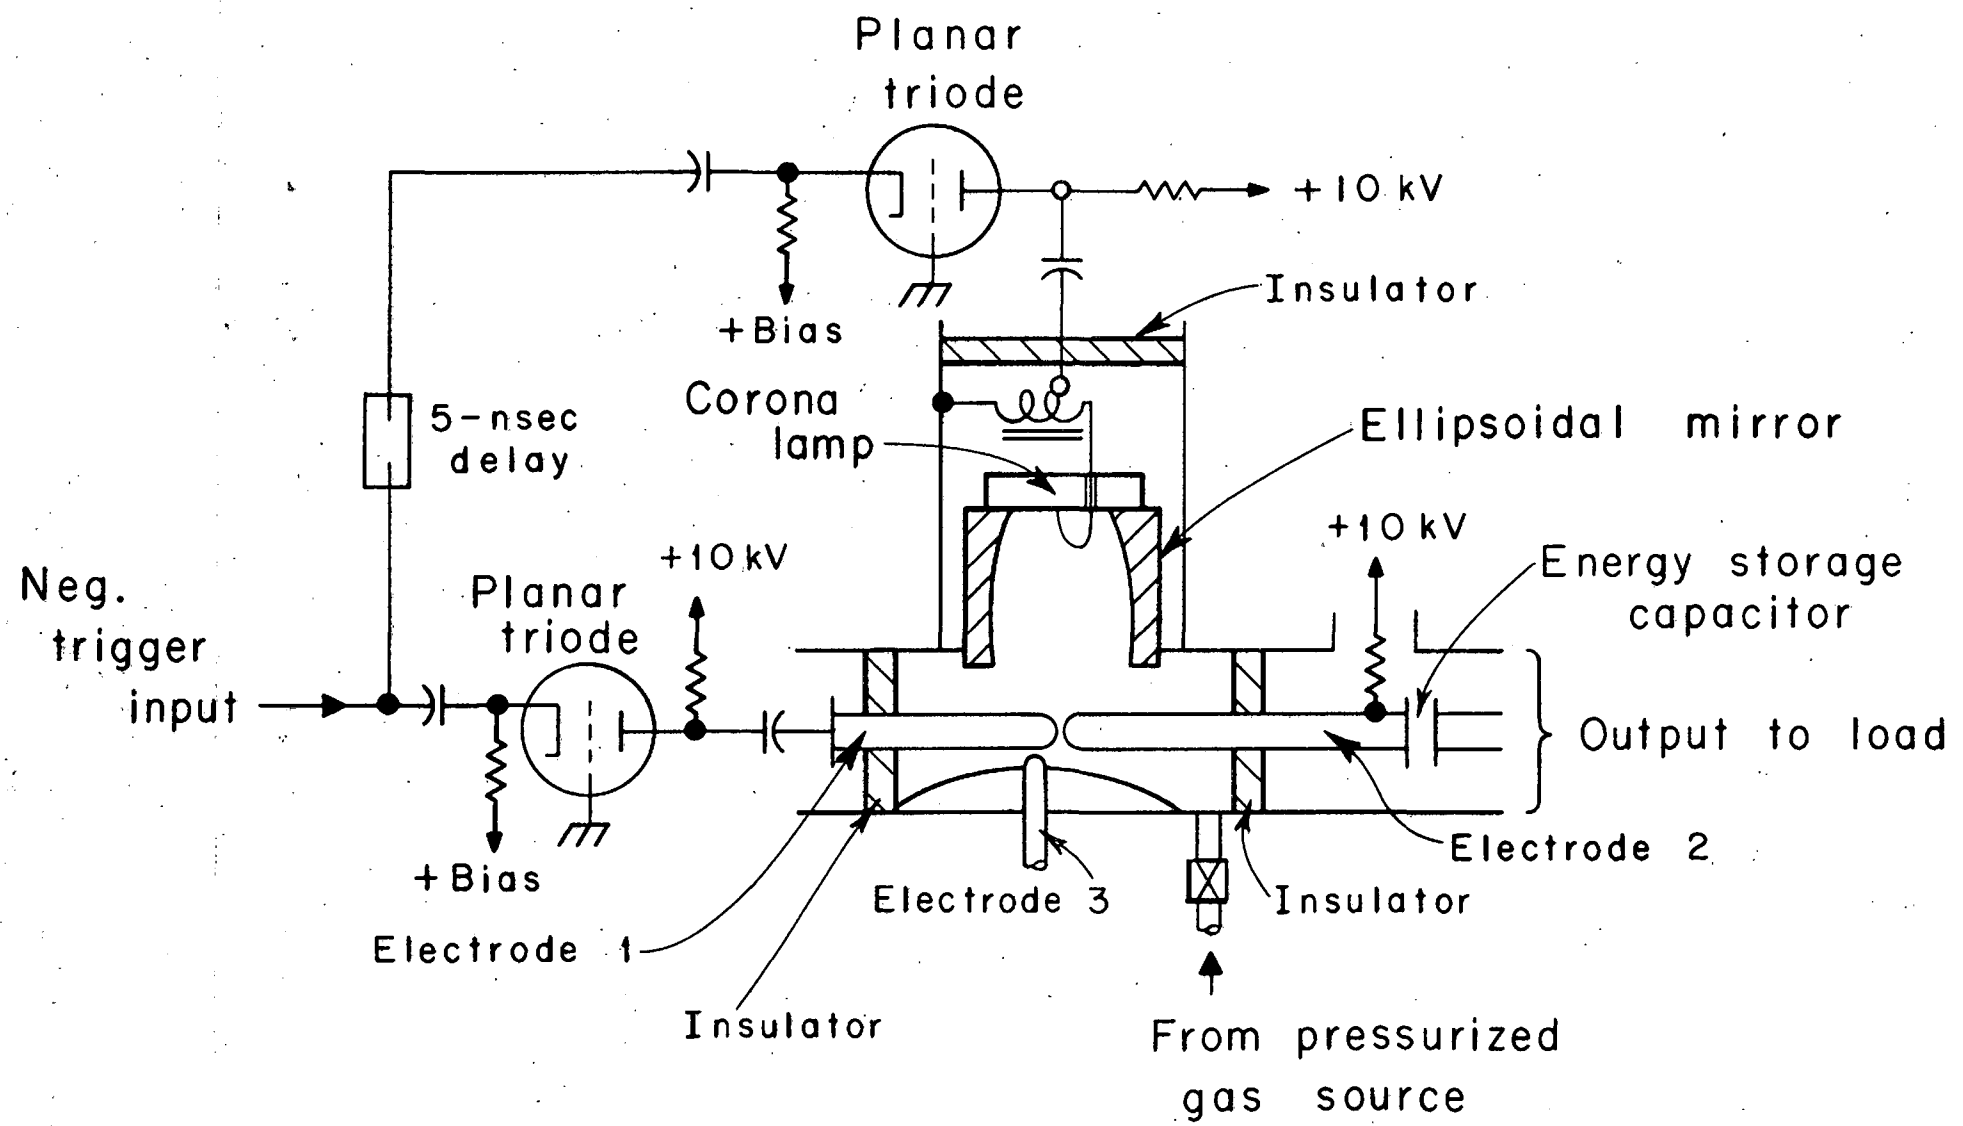 Planar
triode
+10 kV
Insulator
+Bias
Corona
lamp
5-nsec
delay
Ellipsoidal mirror
+10 kV
+10 kV
Energy storage
capacitor
Neg.
trigger
input
Planar
triode
Output to load
+Bias
Electrode 2
Electrode 3
Insulator
Electrode 1
Insulator
From pressurized
gas source